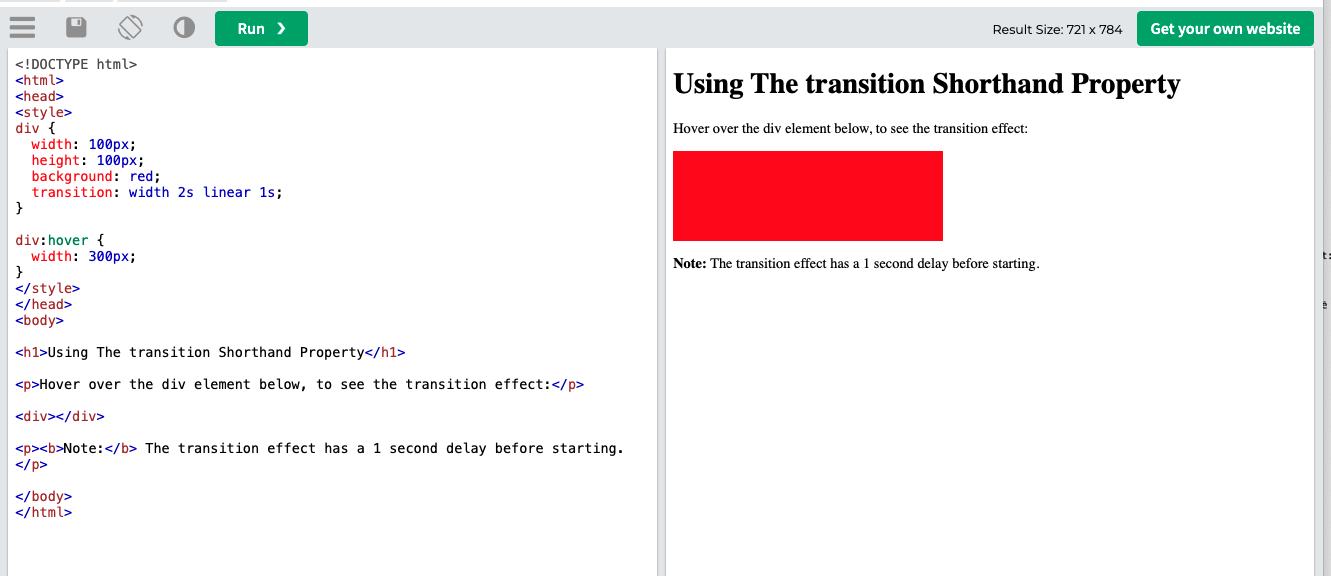 Run ❯
Result Size: 721 x 784
Get your own website
<!DOCTYPE html>
<html>
<head>
<style>
div {
  width: 100px;
  height: 100px;
  background: red;
  transition: width 2s linear 1s;
}

div:hover {
  width: 300px;
}
</style>
</head>
<body>

<h1>Using The transition Shorthand Property</h1>

<p>Hover over the div element below, to see the transition effect:</p>

<div></div>

<p><b>Note:</b> The transition effect has a 1 second delay before starting.
</p>

</body>
</html>
Using The transition Shorthand Property
Hover over the div element below, to see the transition effect:
Note: The transition effect has a 1 second delay before starting.